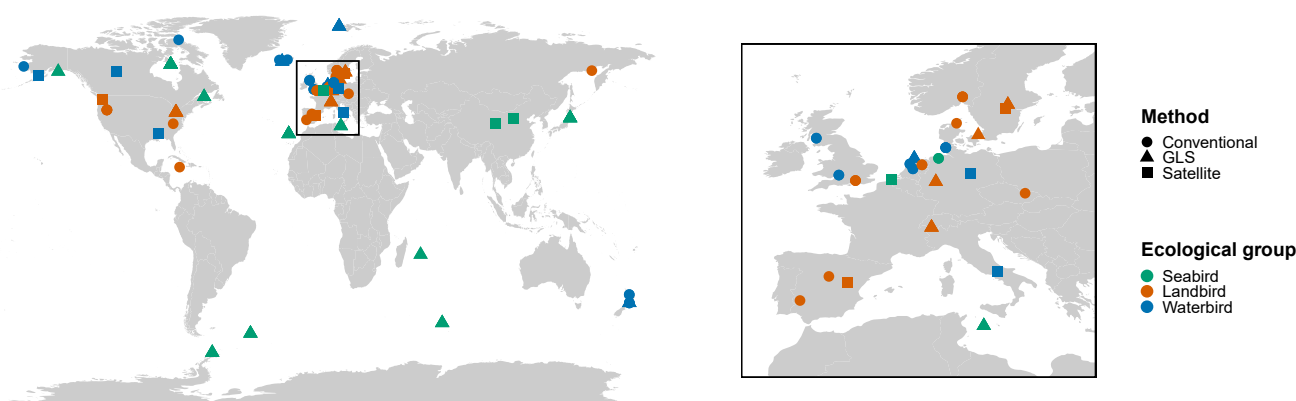 Method
Conventional
GLS
Satellite
Ecological group
Seabird
Landbird
Waterbird